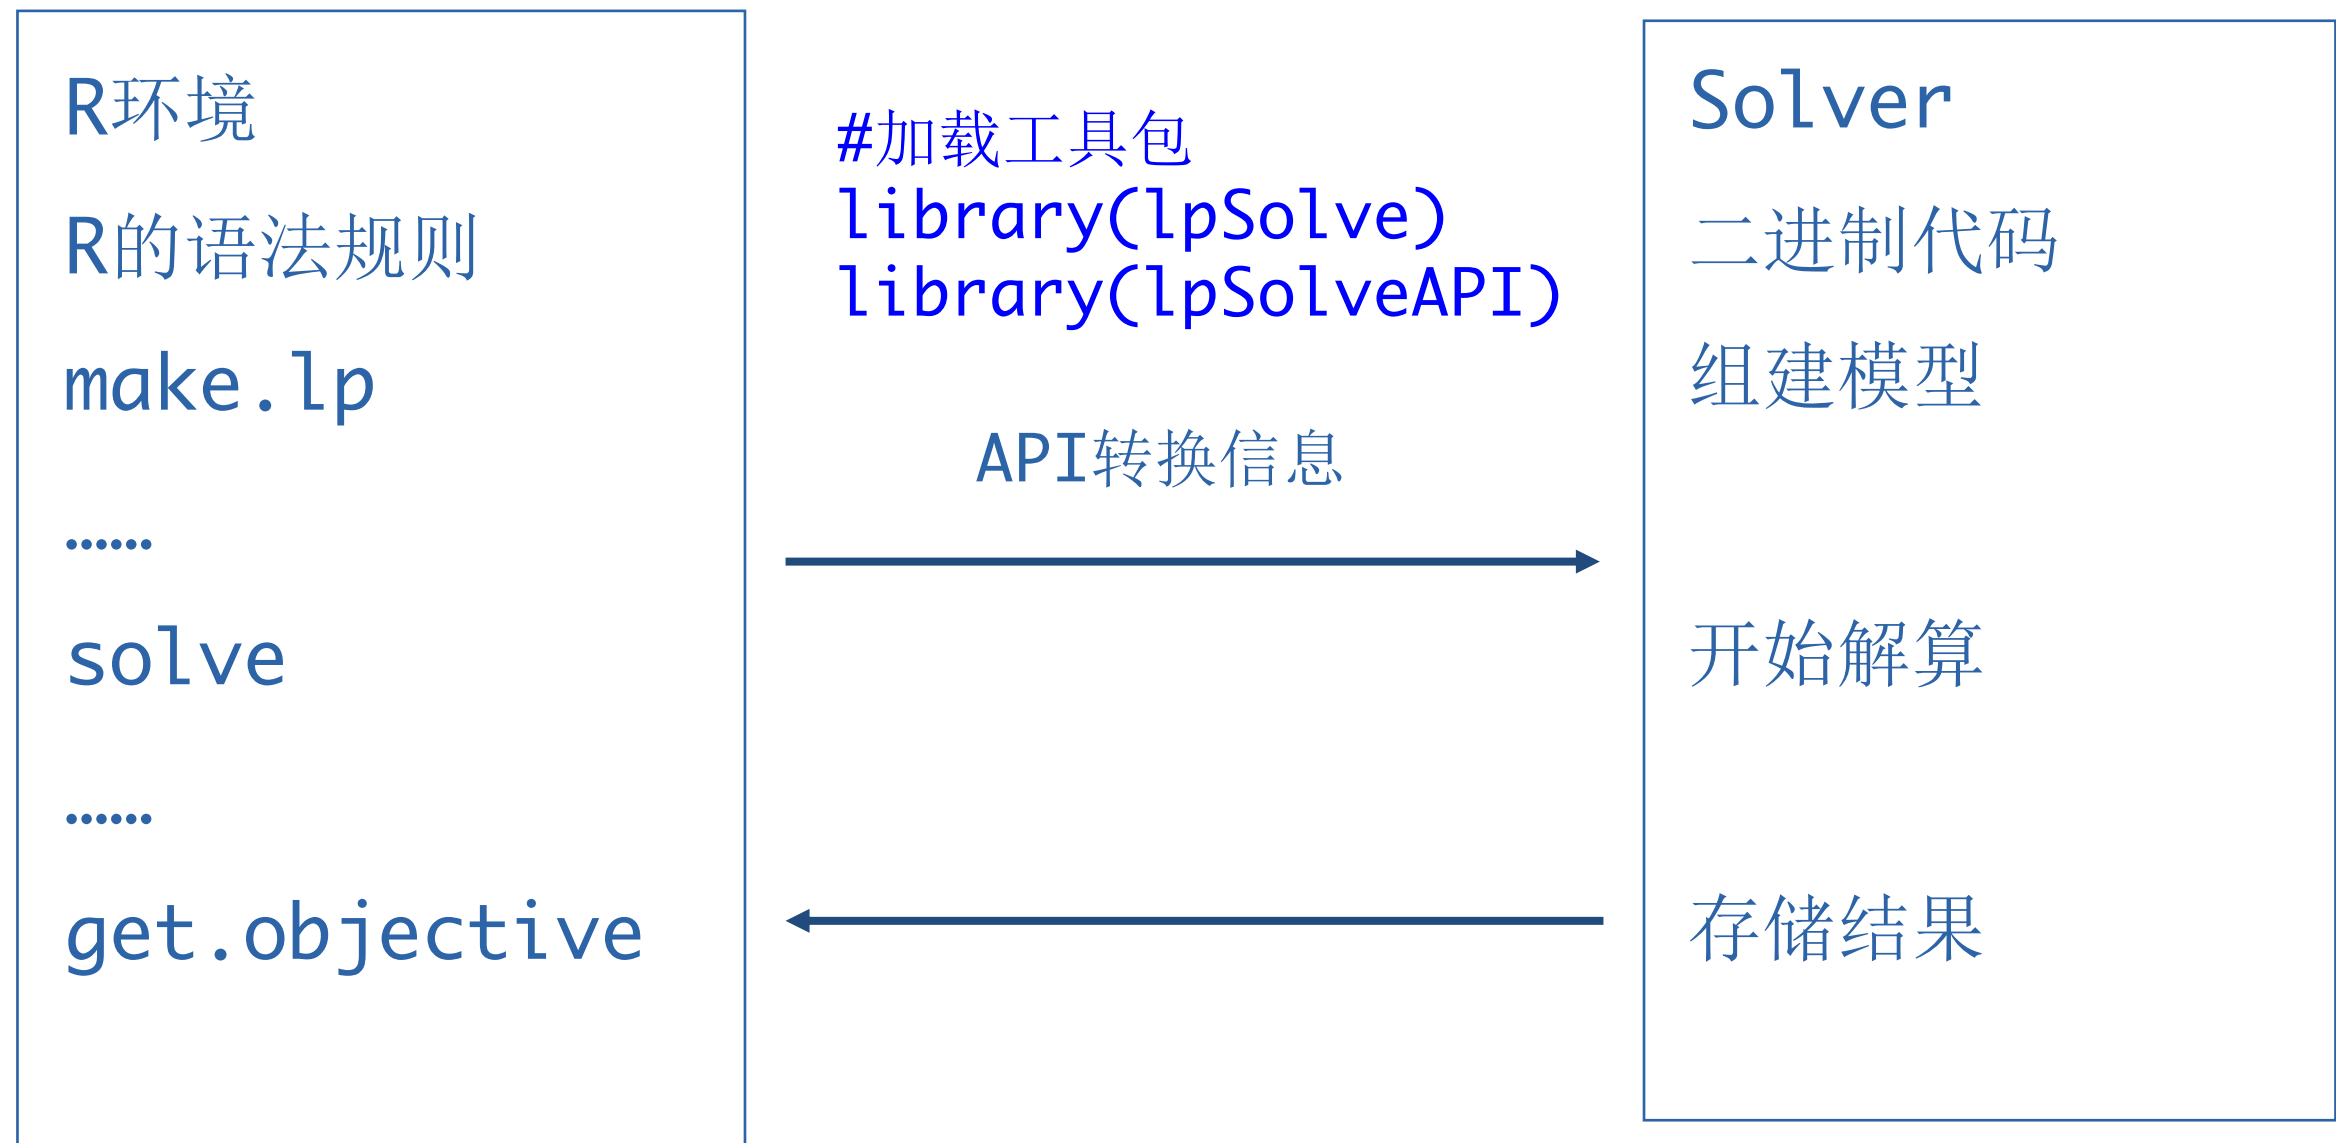 R环境
R的语法规则
make.lp
……
solve
……
get.objective
#加载工具包
library(lpSolve)
library(lpSolveAPI)
API转换信息
Solver
二进制代码
组建模型
开始解算
存储结果